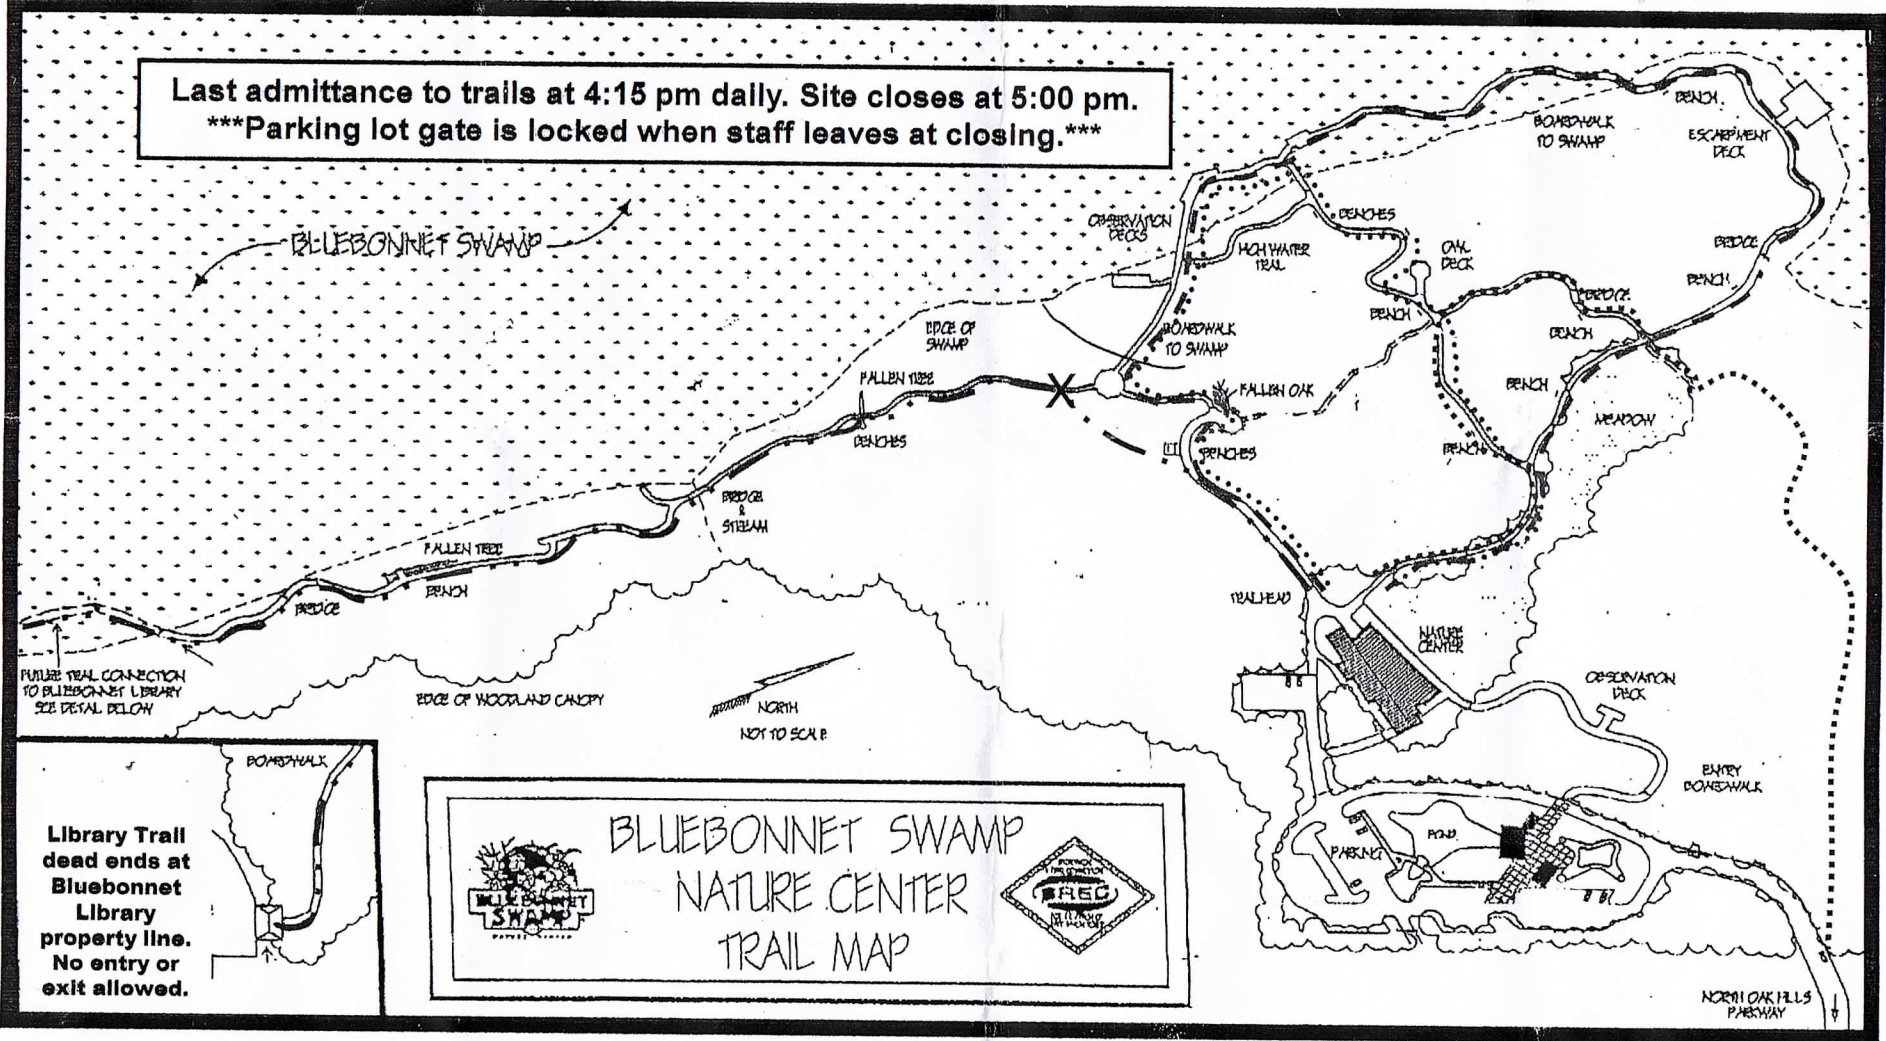 Last admittance to trails at 4:15 pm daily. Site closes at 5:00 pm.
***Parking lot gate is locked when staff leaves at closing.***
BENCH
BOARDWALK
TO SWAMP
ESCARPMENT
DECK
OBSERVATION
DECKS
BENCHES
BLUEBONNET SWAMP
HIGH WATER
TRAIL
OAK
DECK
BRIDGE
BENCH
BRIDGE
BENCH
BENCH
EDGE OF
SWAMP
BOARDWALK
TO SWAMP
FALLEN TREE
FALLEN OAK
BENCH
MEADOW
BENCHES
BENCHES
BENCH
BRIDGE
&
STREAM
FALLEN TREE
BENCH
BRIDGE
TRAILHEAD
NATURE
CENTER
FUTURE TRAIL CONNECTION
TO BLUEBONNET LIBRARY
SEE DETAIL BELOW
EDGE OF WOODLAND CANOPY
NORTH
NOT TO SCALE
OBSERVATION
DECK
ENTRY
BOARDWALK
BOARDWALK
Library Trail
dead ends at
Bluebonnet
Library
property line.
No entry or
exit allowed.
BLUEBONNET SWAMP
NATURE CENTER
TRAIL MAP
BLUEBONNET
SWAMP
NATURE CENTER
BREC
PARKING
POND
NORTH OAK HILLS
PARKWAY